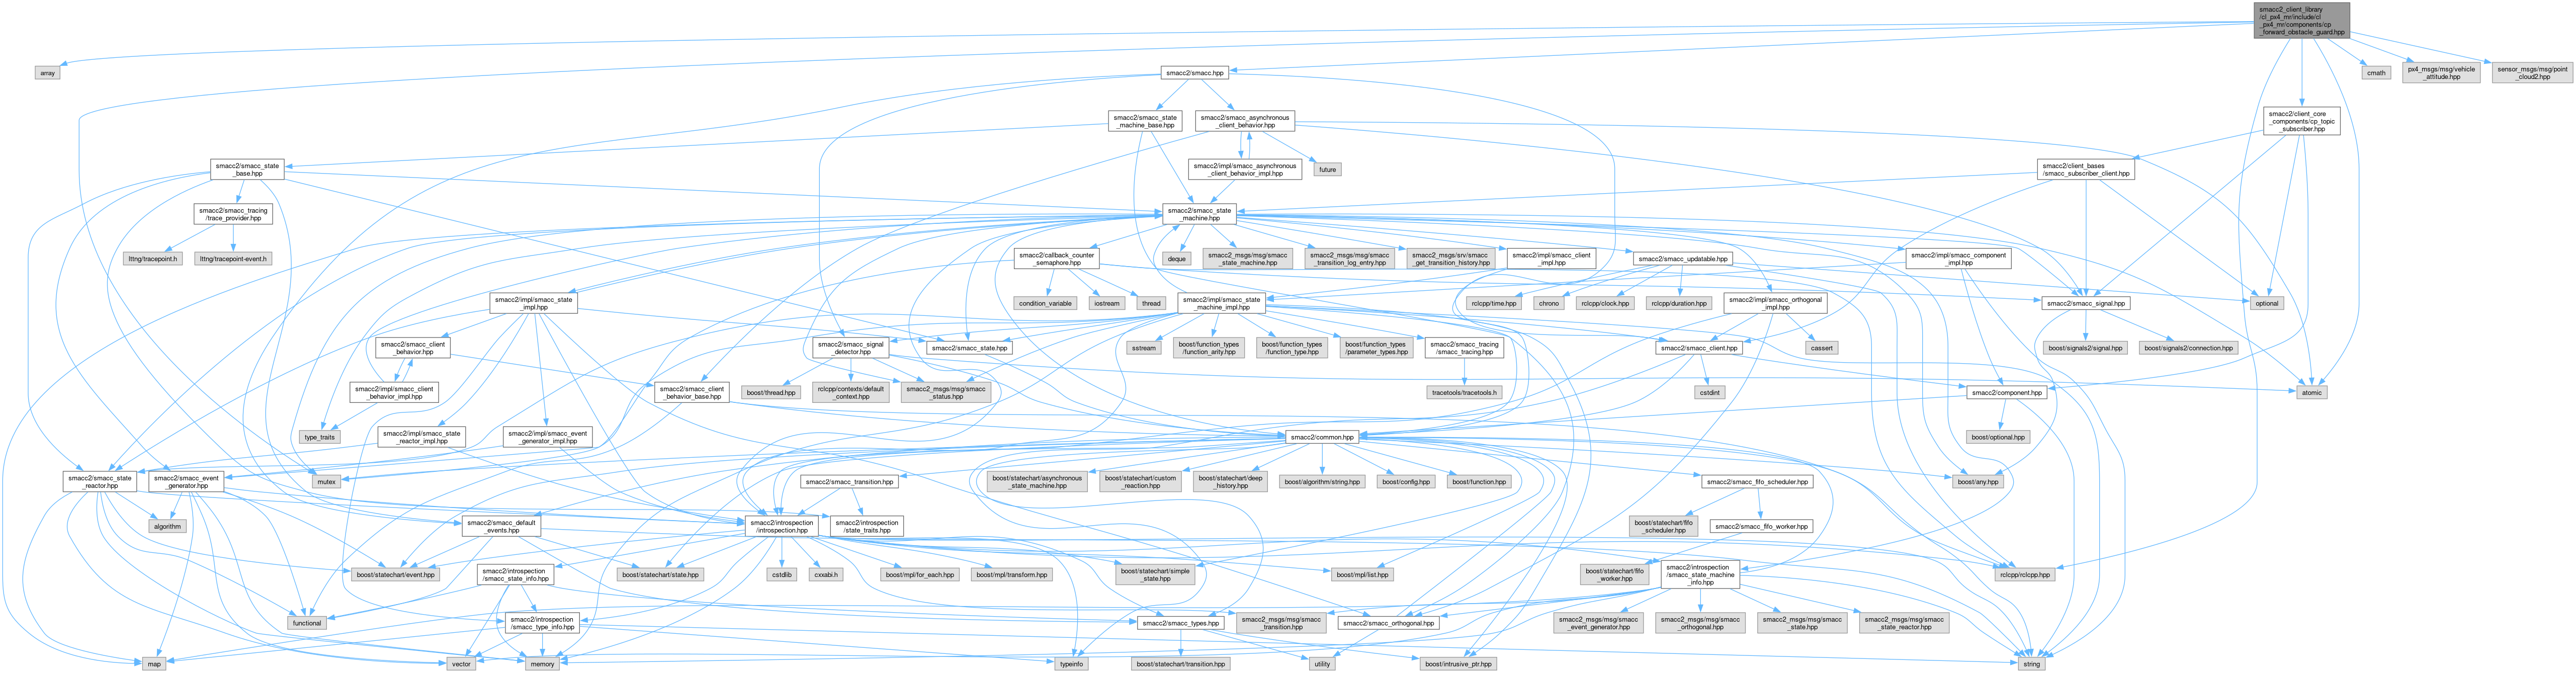 smacc2_client_library
/cl_px4_mr/include/cl
_px4_mr/components/cp
_forward_obstacle_guard.hpp
array
smacc2/smacc.hpp
cmath
px4_msgs/msg/vehicle
_attitude.hpp
sensor_msgs/msg/point
_cloud2.hpp
smacc2/smacc_state
_machine_base.hpp
smacc2/smacc_asynchronous
_client_behavior.hpp
smacc2/client_core
_components/cp_topic
_subscriber.hpp
smacc2/smacc_state
_base.hpp
smacc2/impl/smacc_asynchronous
_client_behavior_impl.hpp
future
smacc2/client_bases
/smacc_subscriber_client.hpp
smacc2/smacc_tracing
/trace_provider.hpp
smacc2/smacc_state
_machine.hpp
lttng/tracepoint.h
lttng/tracepoint-event.h
smacc2/callback_counter
_semaphore.hpp
deque
smacc2_msgs/msg/smacc
_state_machine.hpp
smacc2_msgs/msg/smacc
_transition_log_entry.hpp
smacc2_msgs/srv/smacc
_get_transition_history.hpp
smacc2/impl/smacc_client
_impl.hpp
smacc2/smacc_updatable.hpp
smacc2/impl/smacc_component
_impl.hpp
smacc2/impl/smacc_state
_impl.hpp
condition_variable
iostream
thread
smacc2/impl/smacc_state
_machine_impl.hpp
rclcpp/time.hpp
chrono
rclcpp/clock.hpp
rclcpp/duration.hpp
smacc2/impl/smacc_orthogonal
_impl.hpp
smacc2/smacc_signal.hpp
optional
smacc2/smacc_client
_behavior.hpp
smacc2/smacc_signal
_detector.hpp
smacc2/smacc_state.hpp
sstream
boost/function_types
/function_arity.hpp
boost/function_types
/function_type.hpp
boost/function_types
/parameter_types.hpp
smacc2/smacc_tracing
/smacc_tracing.hpp
smacc2/smacc_client.hpp
cassert
boost/signals2/signal.hpp
boost/signals2/connection.hpp
smacc2/impl/smacc_client
_behavior_impl.hpp
smacc2/smacc_client
_behavior_base.hpp
boost/thread.hpp
rclcpp/contexts/default
_context.hpp
smacc2_msgs/msg/smacc
_status.hpp
tracetools/tracetools.h
cstdint
smacc2/component.hpp
atomic
type_traits
smacc2/impl/smacc_state
_reactor_impl.hpp
smacc2/impl/smacc_event
_generator_impl.hpp
smacc2/common.hpp
boost/optional.hpp
smacc2/smacc_state
_reactor.hpp
smacc2/smacc_event
_generator.hpp
mutex
smacc2/smacc_transition.hpp
boost/statechart/asynchronous
_state_machine.hpp
boost/statechart/custom
_reaction.hpp
boost/statechart/deep
_history.hpp
boost/algorithm/string.hpp
boost/config.hpp
boost/function.hpp
smacc2/smacc_fifo_scheduler.hpp
boost/any.hpp
algorithm
smacc2/smacc_default
_events.hpp
smacc2/introspection
/introspection.hpp
smacc2/introspection
/state_traits.hpp
boost/statechart/fifo
_scheduler.hpp
smacc2/smacc_fifo_worker.hpp
boost/statechart/event.hpp
smacc2/introspection
/smacc_state_info.hpp
boost/statechart/state.hpp
cstdlib
cxxabi.h
boost/mpl/for_each.hpp
boost/mpl/transform.hpp
boost/statechart/simple
_state.hpp
boost/mpl/list.hpp
boost/statechart/fifo
_worker.hpp
smacc2/introspection
/smacc_state_machine
_info.hpp
rclcpp/rclcpp.hpp
functional
smacc2/introspection
/smacc_type_info.hpp
smacc2/smacc_types.hpp
smacc2_msgs/msg/smacc
_transition.hpp
smacc2/smacc_orthogonal.hpp
smacc2_msgs/msg/smacc
_event_generator.hpp
smacc2_msgs/msg/smacc
_orthogonal.hpp
smacc2_msgs/msg/smacc
_state.hpp
smacc2_msgs/msg/smacc
_state_reactor.hpp
map
vector
memory
typeinfo
boost/statechart/transition.hpp
utility
boost/intrusive_ptr.hpp
string